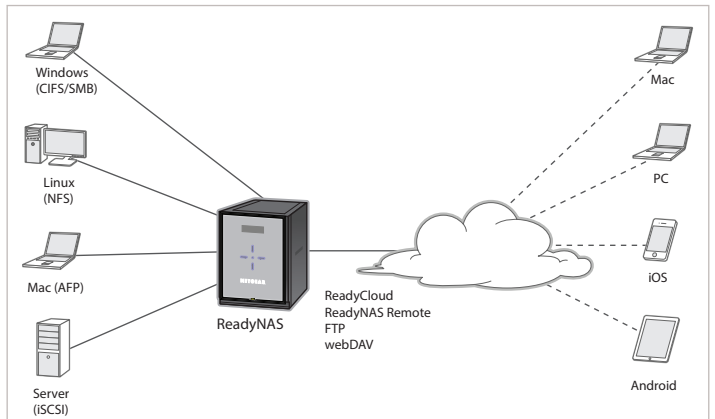 Windows
(CIFS/SMB)
Linux
(NFS)
Mac (AFP)
Server
(iSCSI)
NETGEAR
ReadyNAS
ReadyCloud
ReadyNAS Remote
FTP
webDAV
Mac
PC
iOS
Android